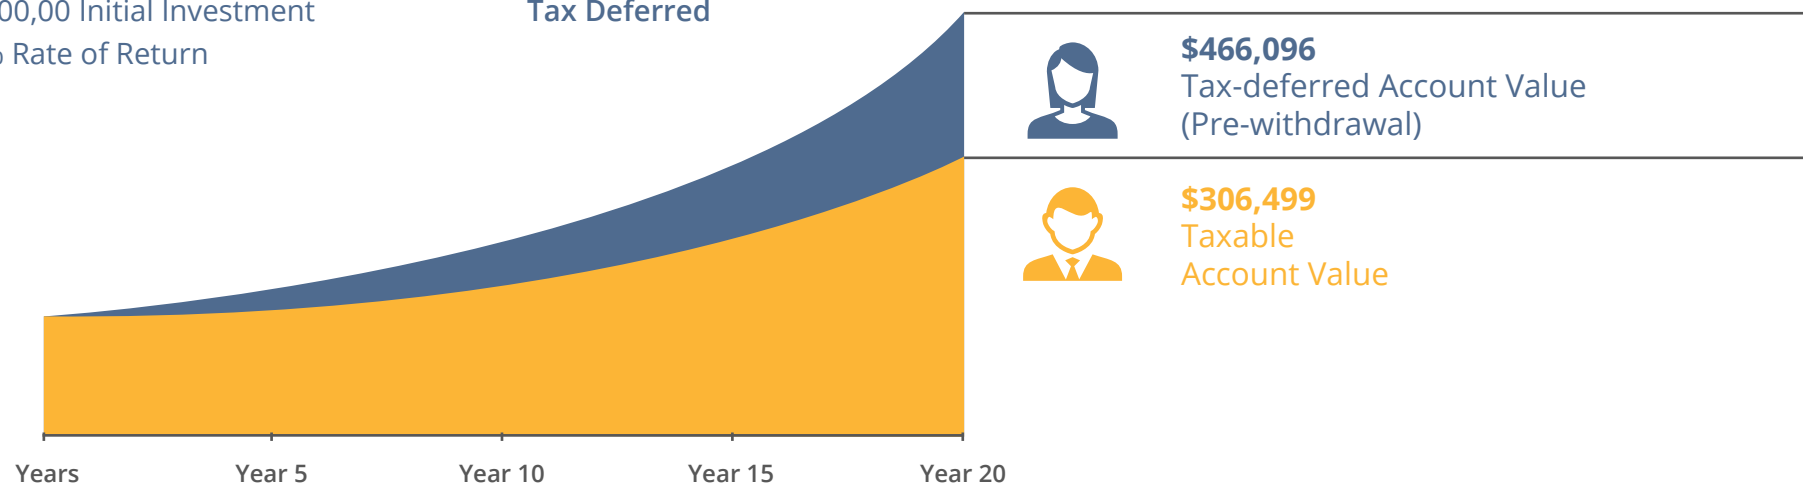 00,00 Initial Investment
% Rate of Return
Tax Deferred
$466,096
Tax-deferred Account Value
(Pre-withdrawal)
$306,499
Taxable
Account Value
Years
Year 5
Year 10
Year 15
Year 20